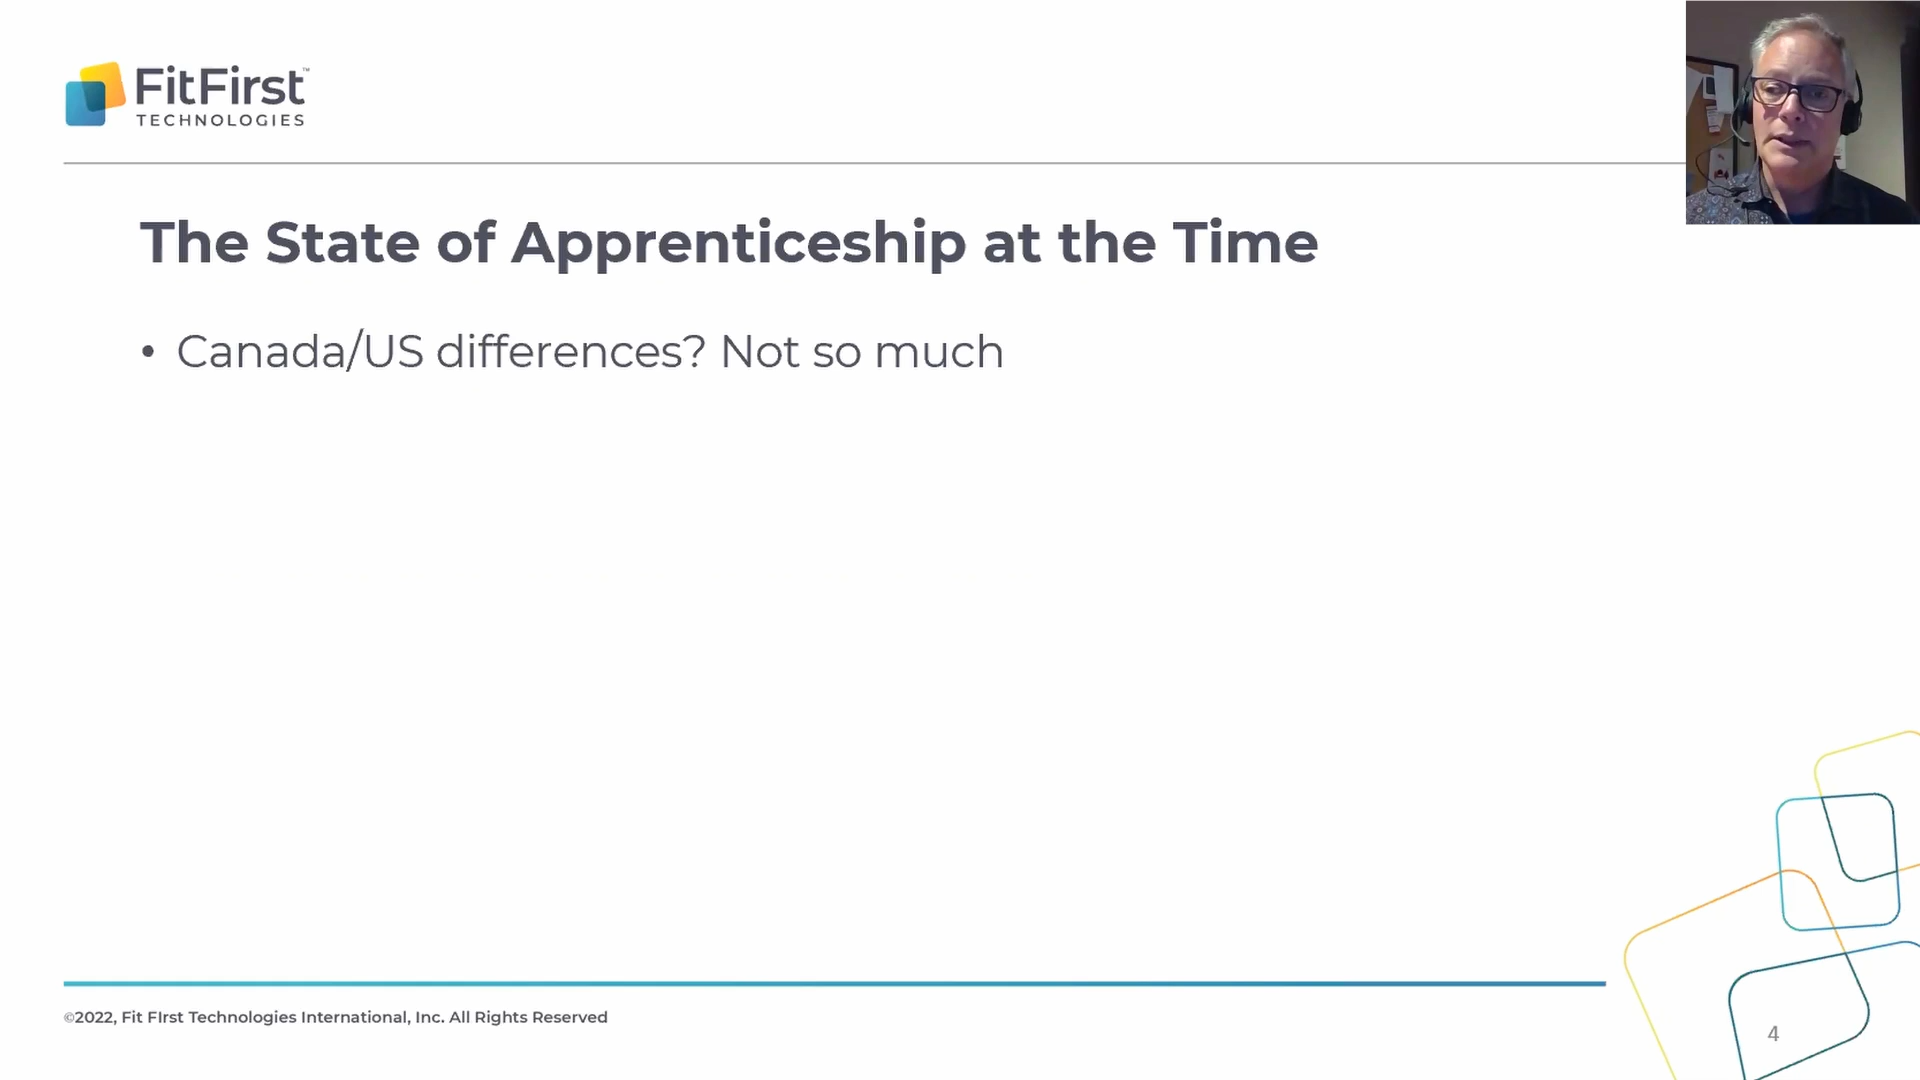 FitFirst™
TECHNOLOGIES
The State of Apprenticeship at the Time
• Canada/US differences? Not so much
©2022, Fit FIrst Technologies International, Inc. All Rights Reserved
4